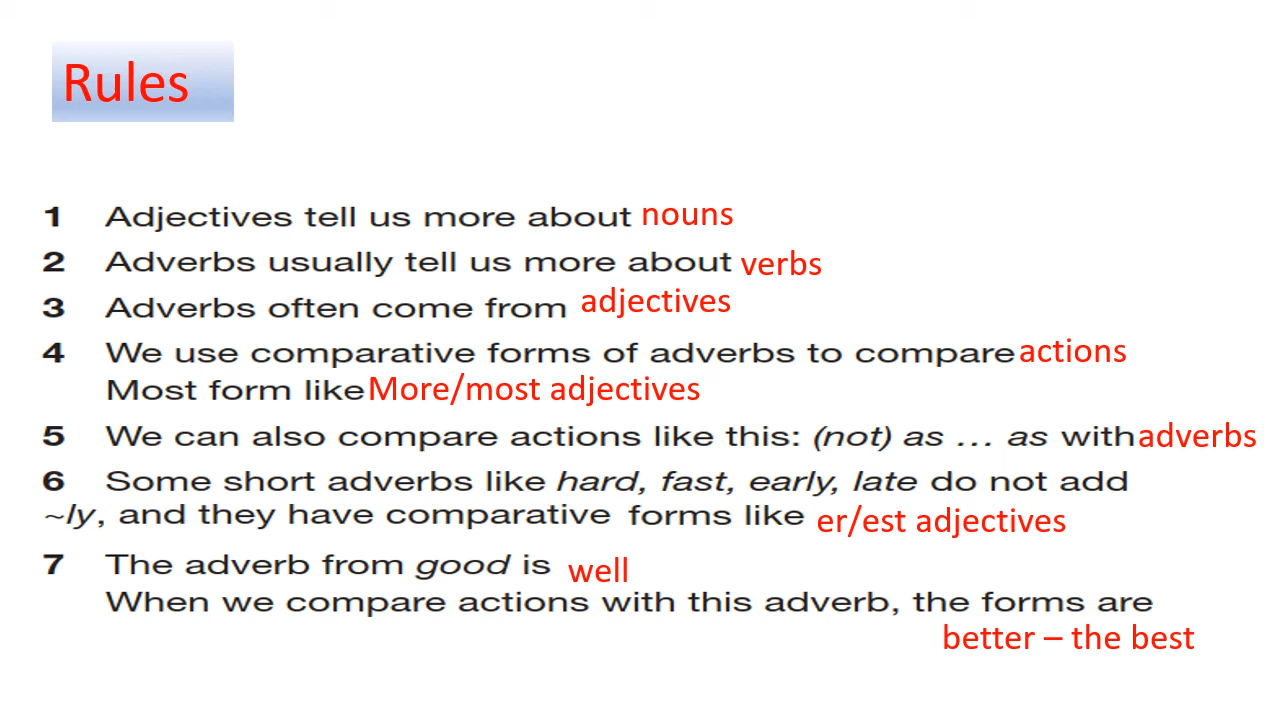 Rules
1 Adjectives tell us more about nouns
2 Adverbs usually tell us more about verbs
3 Adverbs often come from adjectives
4 We use comparative forms of adverbs to compare actions
Most form like More/most adjectives
5 We can also compare actions like this: (not) as ... as with adverbs
6 Some short adverbs like hard, fast, early, late do not add
~ly, and they have comparative forms like er/est adjectives
7 The adverb from good is well
When we compare actions with this adverb, the forms are
better – the best